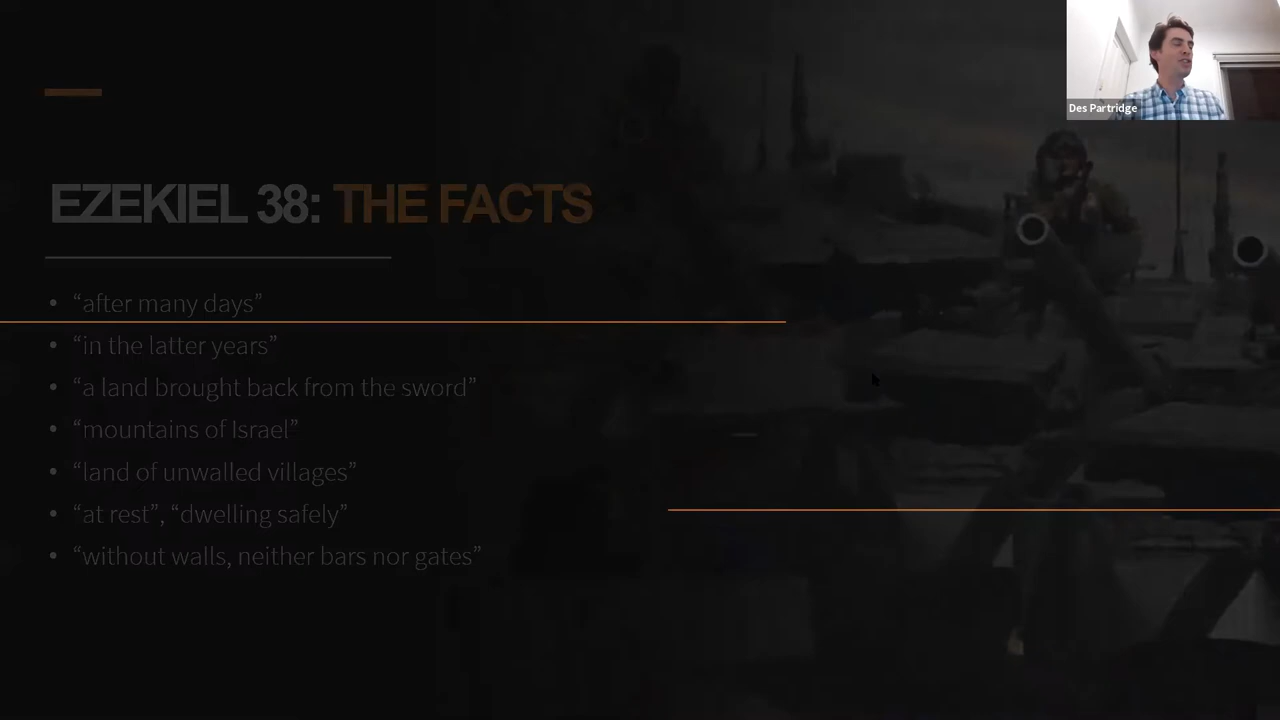 Des Partridge
EZEKIEL 38: THE FACTS
• “after many days”
• “in the latter years”
• “a land brought back from the sword”
• “mountains of Israel”
• “land of unwalled villages”
• “at rest”, “dwelling safely”
• “without walls, neither bars nor gates”